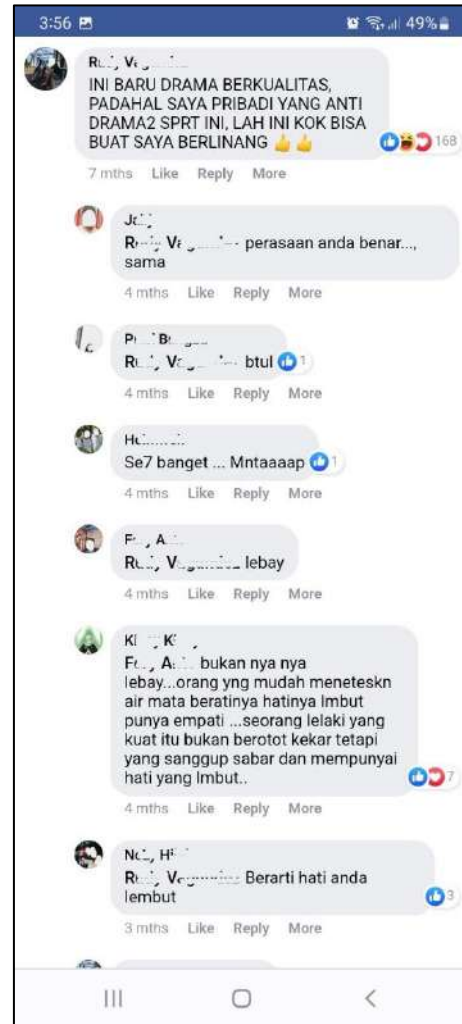 3:56 49%
INI BARU DRAMA BERKUALITAS,
PADAHAL SAYA PRIBADI YANG ANTI
DRAMA2 SPRT INI, LAH INI KOK BISA
BUAT SAYA BERLINANG 👍👍
168
7 mths Like Reply More
perasaan anda benar...,
sama
4 mths Like Reply More
btul 1
4 mths Like Reply More
Se7 banget ... Mntaaaap 1
4 mths Like Reply More
lebay
4 mths Like Reply More
bukan nya nya
lebay...orang yng mudah meneteskn
air mata beratinya hatinya lmbut
punya empati ...seorang lelaki yang
kuat itu bukan berotot kekar tetapi
yang sanggup sabar dan mempunyai
hati yang lmbut.. 7
4 mths Like Reply More
Berarti hati anda
lembut 3
3 mths Like Reply More